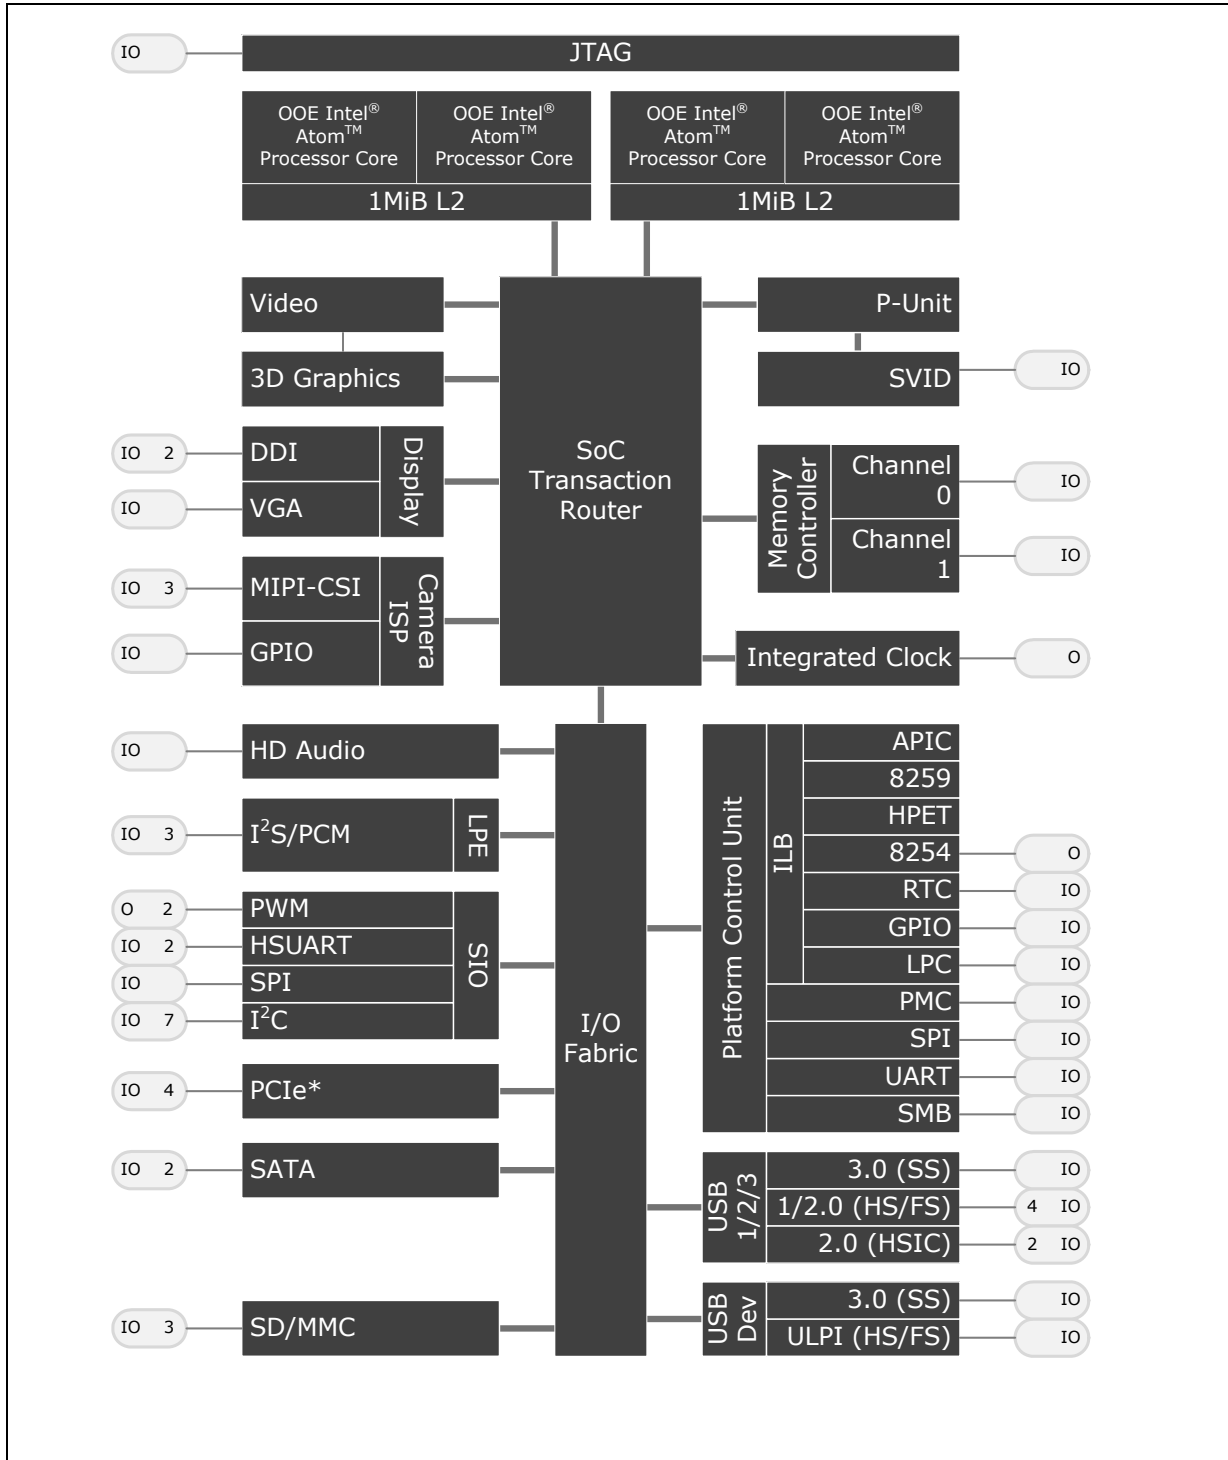 IO
JTAG
OOE Intel®
Atom™
Processor Core
OOE Intel®
Atom™
Processor Core
1MiB L2
OOE Intel®
Atom™
Processor Core
OOE Intel®
Atom™
Processor Core
1MiB L2
Video
3D Graphics
IO 2
DDI
IO
VGA
Display
IO 3
MIPI-CSI
IO
GPIO
Camera
ISP
SoC
Transaction
Router
P-Unit
SVID
IO
Memory
Controller
Channel
0
IO
Channel
1
IO
Integrated Clock
O
IO
HD Audio
IO 3
I²S/PCM
LPE
O 2
PWM
IO 2
HSUART
IO
SPI
IO 7
I²C
SIO
IO 4
PCIe*
IO 2
SATA
IO 3
SD/MMC
I/O
Fabric
Platform Control Unit
ILB
APIC
8259
HPET
8254
O
RTC
IO
GPIO
IO
LPC
IO
PMC
IO
SPI
IO
UART
IO
SMB
IO
USB
1/2/3
3.0 (SS)
IO
1/2.0 (HS/FS)
4 IO
2.0 (HSIC)
2 IO
USB
Dev
3.0 (SS)
IO
ULPI (HS/FS)
IO